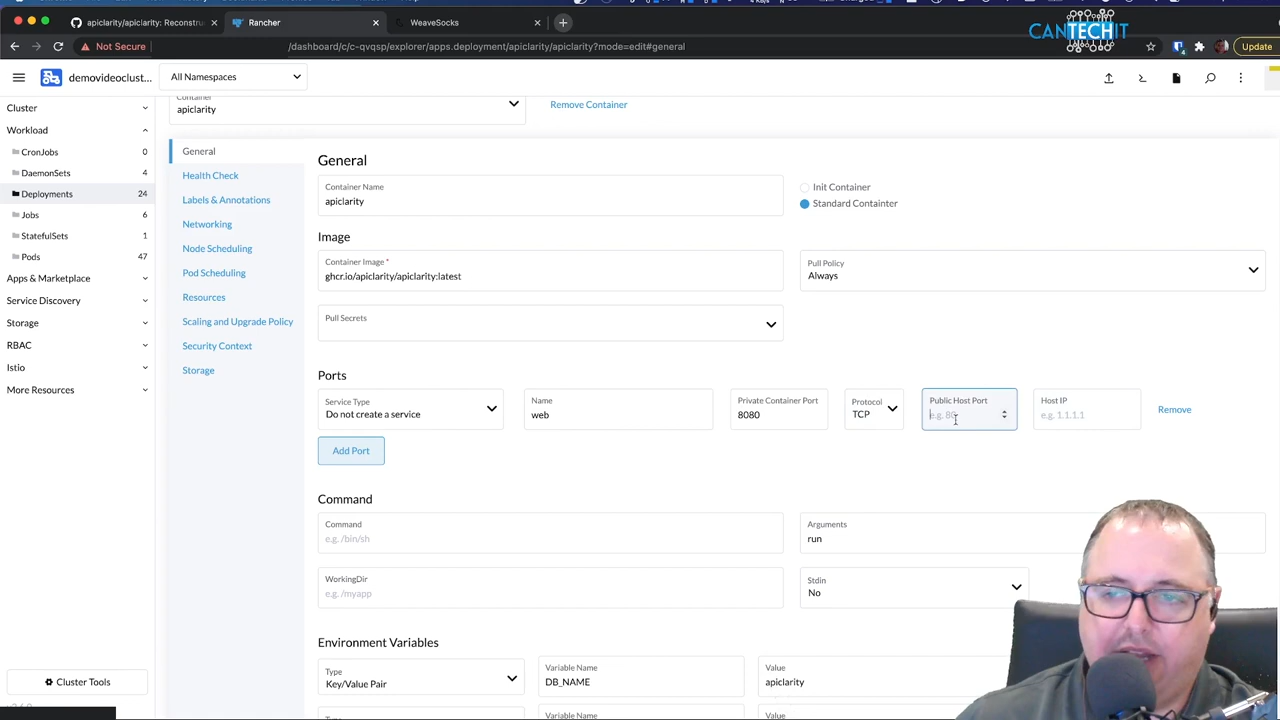 apiclarity/apiclarity: Reconstru
Rancher
WeaveSocks
Not Secure
/dashboard/c/c-qvqsp/explorer/apps.deployment/apiclarity/apiclarity?mode=edit#general
Update
CANTECHIT
demovideoclust...
All Namespaces
Cluster
Workload
CronJobs 0
DaemonSets 4
Deployments 24
Jobs 6
StatefulSets 1
Pods 47
Apps & Marketplace
Service Discovery
Storage
RBAC
Istio
More Resources
Cluster Tools
Container
apiclarity
Remove Container
General
Health Check
Labels & Annotations
Networking
Node Scheduling
Pod Scheduling
Resources
Scaling and Upgrade Policy
Security Context
Storage
General
Container Name
apiclarity
Init Container
Standard Containter
Image
Container Image *
ghcr.io/apiclarity/apiclarity:latest
Pull Policy
Always
Pull Secrets
Ports
Service Type
Do not create a service
Name
web
Private Container Port
8080
Protocol
TCP
Public Host Port
e.g. 80
Host IP
e.g. 1.1.1.1
Remove
Add Port
Command
Command
e.g. /bin/sh
Arguments
run
WorkingDir
e.g. /myapp
Stdin
No
Environment Variables
Type
Key/Value Pair
Variable Name
DB_NAME
Value
apiclarity
Variable Name
Value